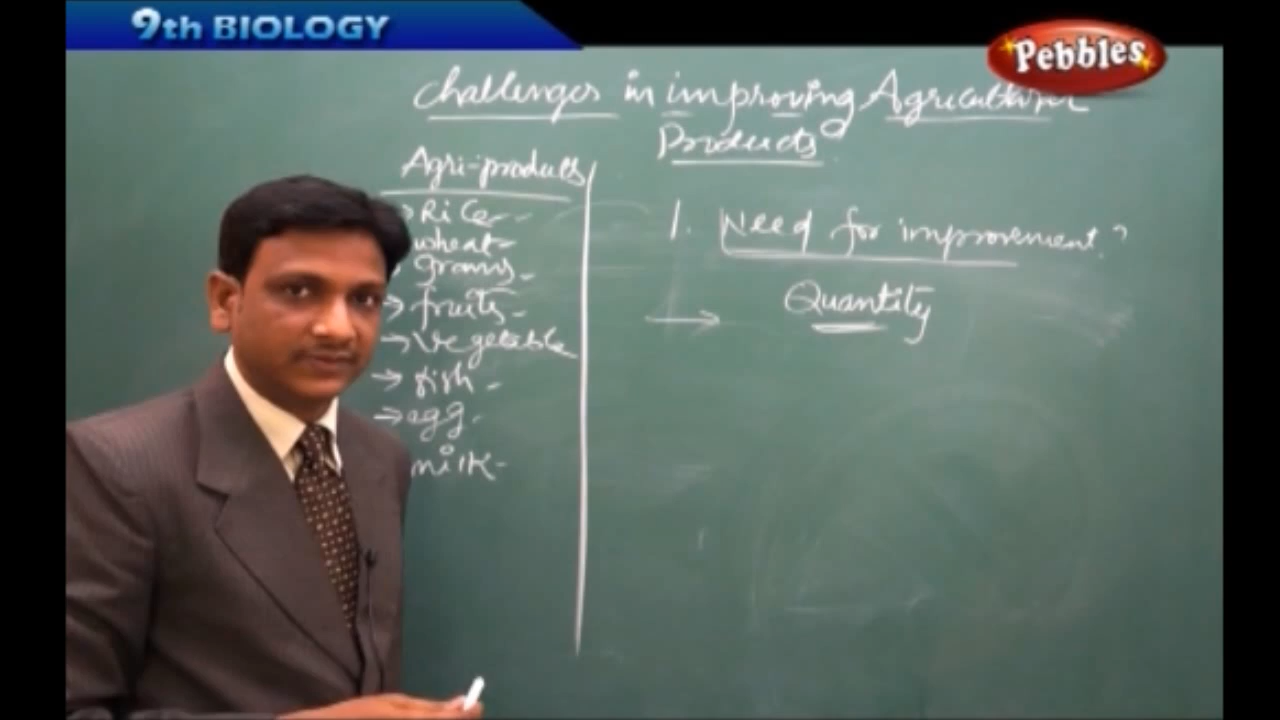 9th BIOLOGY
Pebbles
Challenges in improving Agricultural
Products
Agri-products
→ Rice -
wheat -
→ grams -
→ fruits -
→ Vegetable
→ fish -
→ egg -
milk -
1. Need for improvement?
→ Quantity